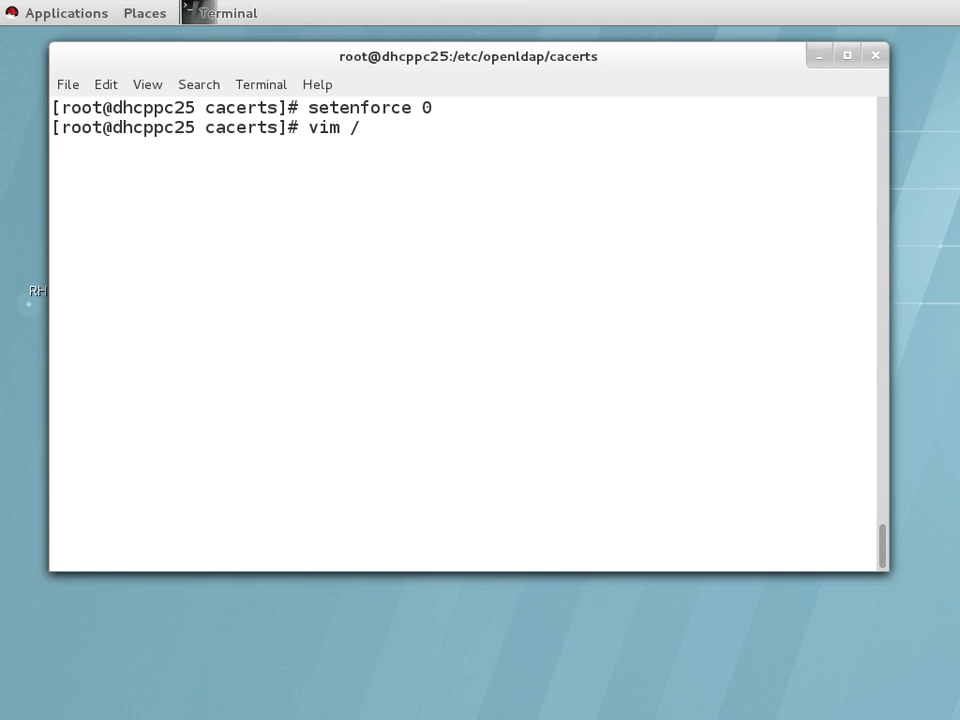 Applications Places Terminal
root@dhcppc25:/etc/openldap/cacerts
File Edit View Search Terminal Help
[root@dhcppc25 cacerts]# setenforce 0
[root@dhcppc25 cacerts]# vim /
RH